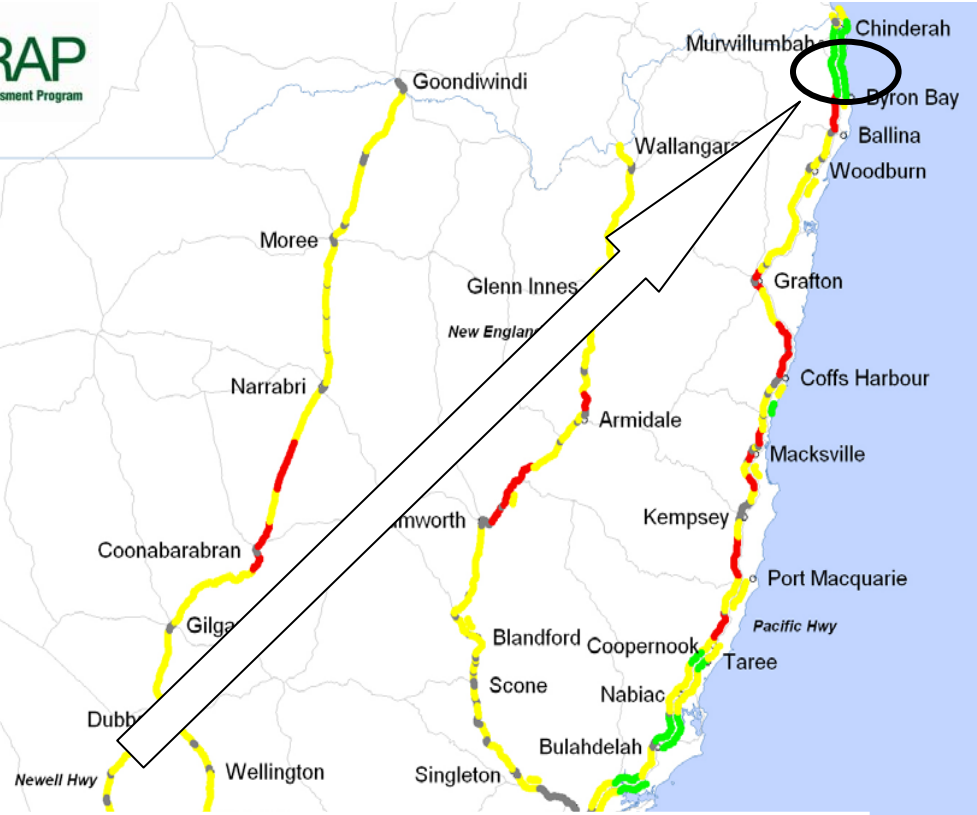 RAP
sment Program
Chinderah
Murwillumbah
Goondiwindi
Byron Bay
Ballina
Wallangara
Woodburn
Moree
Grafton
Glenn Innes
New England
Coffs Harbour
Narrabri
Armidale
Macksville
Kempsey
mworth
Coonabarabran
Port Macquarie
Pacific Hwy
Gilga
Blandford
Coopernook
Taree
Scone
Nabiac
Dubb
Bulahdelah
Singleton
Wellington
Newell Hwy